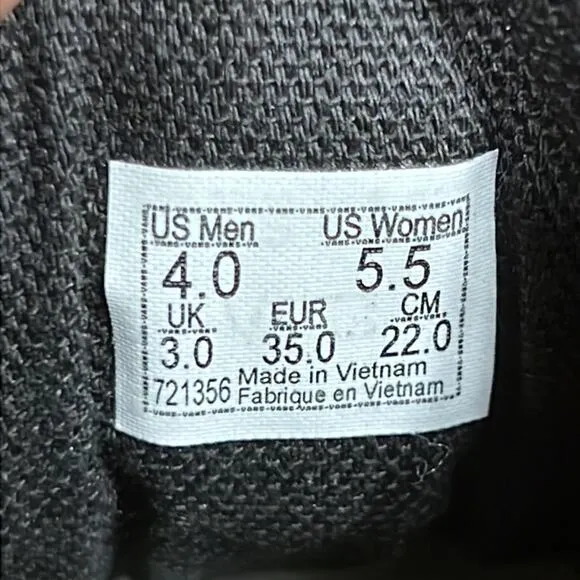 US Men US Women
4.0 5.5
UK EUR CM
3.0 35.0 22.0
721356 Made in Vietnam
Fabrique en Vietnam